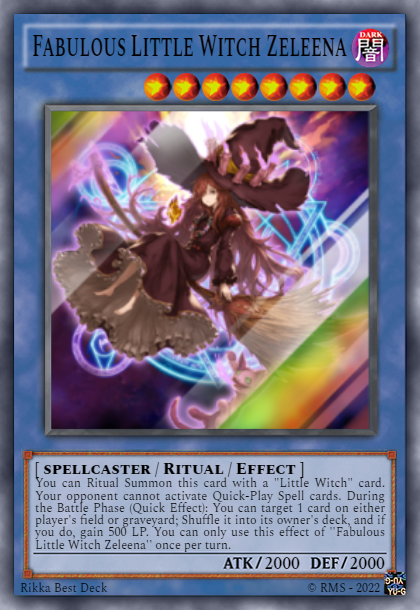 Fabulous Little Witch Zeleena
DARK
闇
[ Spellcaster / Ritual / Effect ]
You can Ritual Summon this card with a "Little Witch" card.
Your opponent cannot activate Quick-Play Spell cards. During
the Battle Phase (Quick Effect): You can target 1 card on either
player's field or graveyard; Shuffle it into its owner's deck, and if
you do, gain 500 LP. You can only use this effect of "Fabulous
Little Witch Zeleena" once per turn.
ATK / 2000 DEF / 2000
Rikka Best Deck © RMS - 2022
YU-G
YU-G